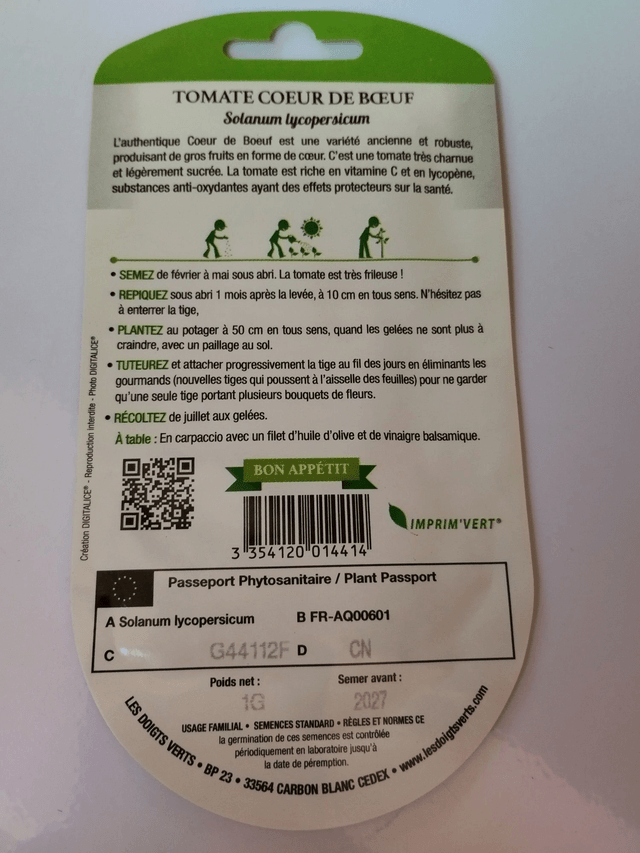 TOMATE COEUR DE BŒUF
Solanum lycopersicum
L'authentique Coeur de Boeuf est une variété ancienne et robuste,
produisant de gros fruits en forme de cœur. C'est une tomate très charnue
et légèrement sucrée. La tomate est riche en vitamine C et en lycopène,
substances anti-oxydantes ayant des effets protecteurs sur la santé.
• SEMEZ de février à mai sous abri. La tomate est très frileuse !
• REPIQUEZ sous abri 1 mois après la levée, à 10 cm en tous sens. N'hésitez pas
à enterrer la tige,
• PLANTEZ au potager à 50 cm en tous sens, quand les gelées ne sont plus à
craindre, avec un paillage au sol.
• TUTEUREZ et attacher progressivement la tige au fil des jours en éliminants les
gourmands (nouvelles tiges qui poussent à l'aisselle des feuilles) pour ne garder
qu'une seule tige portant plusieurs bouquets de fleurs.
• RÉCOLTEZ de juillet aux gelées.
À table : En carpaccio avec un filet d'huile d'olive et de vinaigre balsamique.
Création DIGITALICE® - Reproduction interdite - Photo DIGITALICE®
BON APPÉTIT
IMPRIM'VERT®
3 354120 014414
Passeport Phytosanitaire / Plant Passport
A Solanum lycopersicum B FR-AQ00601
C G44112F D CN
Poids net : Semer avant :
1G 2027
USAGE FAMILIAL • SEMENCES STANDARD • RÈGLES ET NORMES CE
la germination de ces semences est contrôlée
périodiquement en laboratoire jusqu'à
la date de péremption.
LES DOIGTS VERTS • BP 23 • 33564 CARBON BLANC CEDEX • www.lesdoigtsverts.com